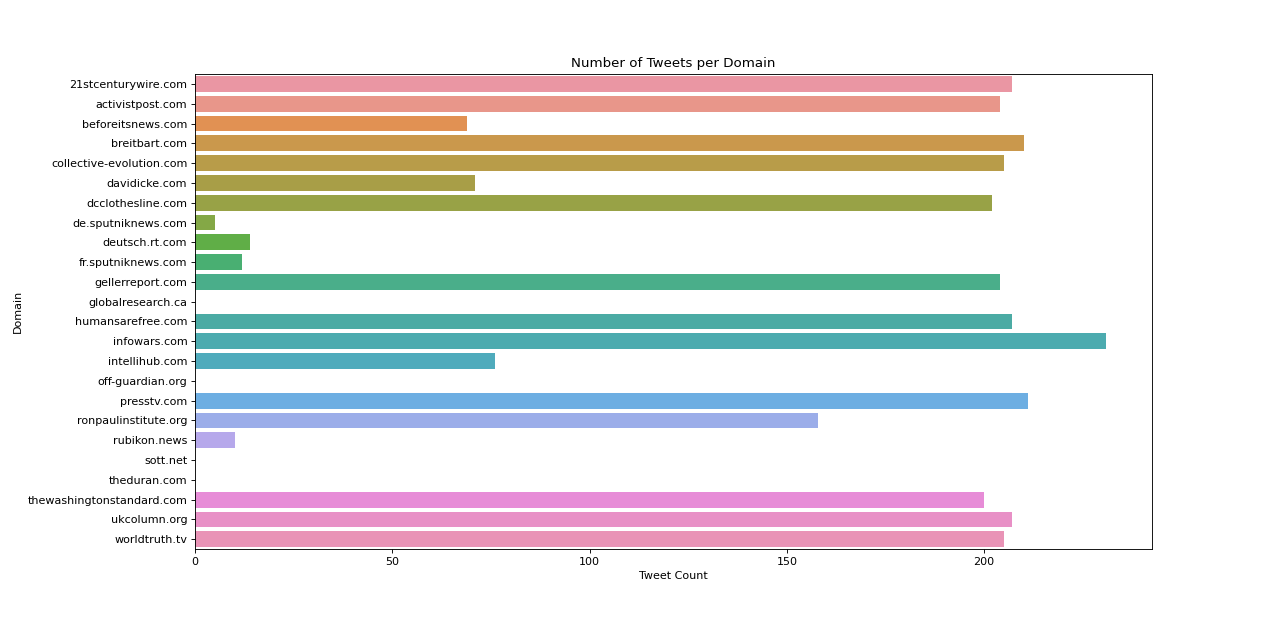 Number of Tweets per Domain
21stcenturywire.com
activistpost.com
beforeitsnews.com
breitbart.com
collective-evolution.com
davidicke.com
dcclothesline.com
de.sputniknews.com
deutsch.rt.com
fr.sputniknews.com
gellerreport.com
globalresearch.ca
humansarefree.com
infowars.com
intellihub.com
off-guardian.org
presstv.com
ronpaulinstitute.org
rubikon.news
sott.net
theduran.com
thewashingtonstandard.com
ukcolumn.org
worldtruth.tv
Domain
0 50 100 150 200
Tweet Count